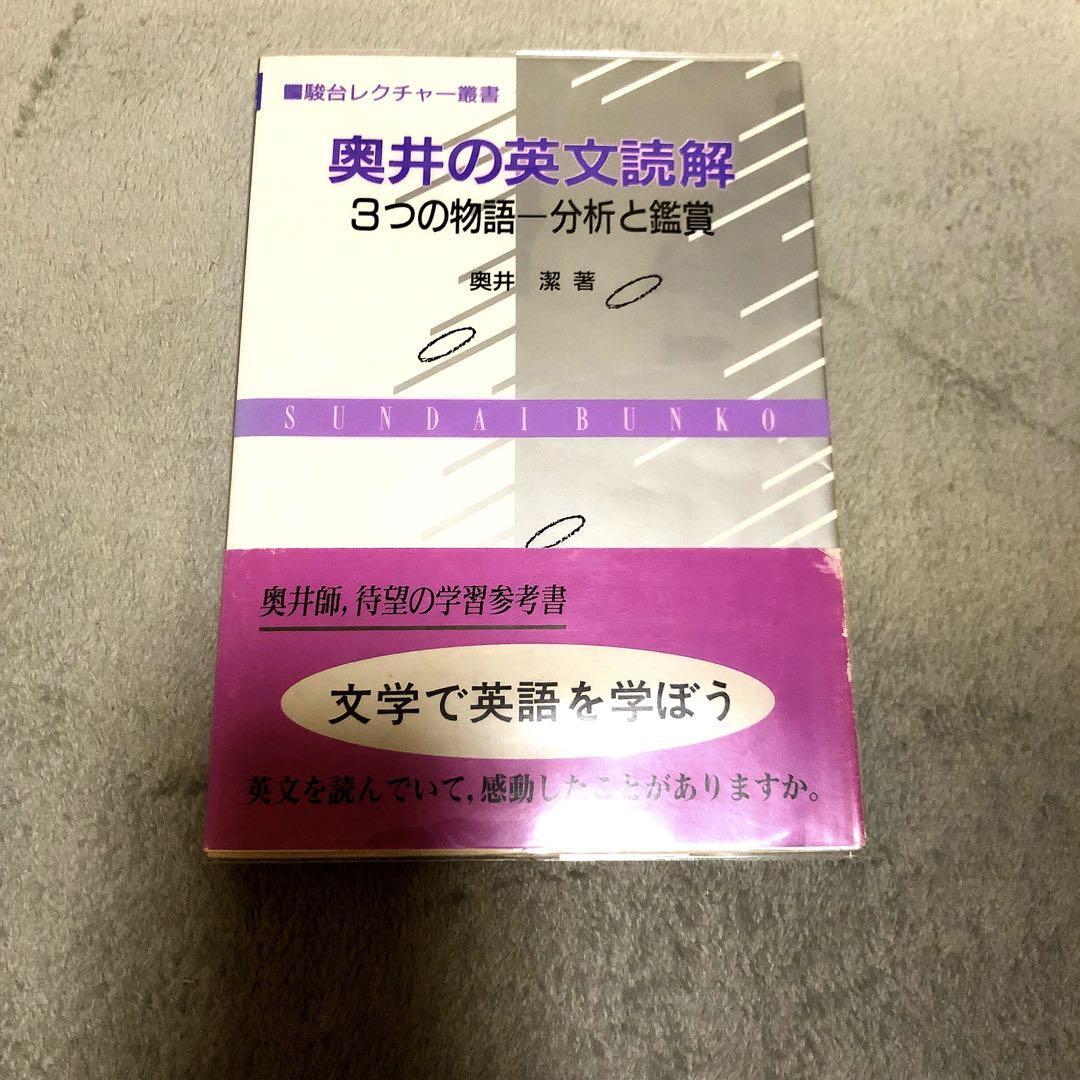 ■駿台レクチャー叢書
奥井の英文読解
3つの物語―分析と鑑賞
奥井 潔 著
SUNDAI BUNKO
奥井師,待望の学習参考書
文学で英語を学ぼう
英文を読んでいて,感動したことがありますか。